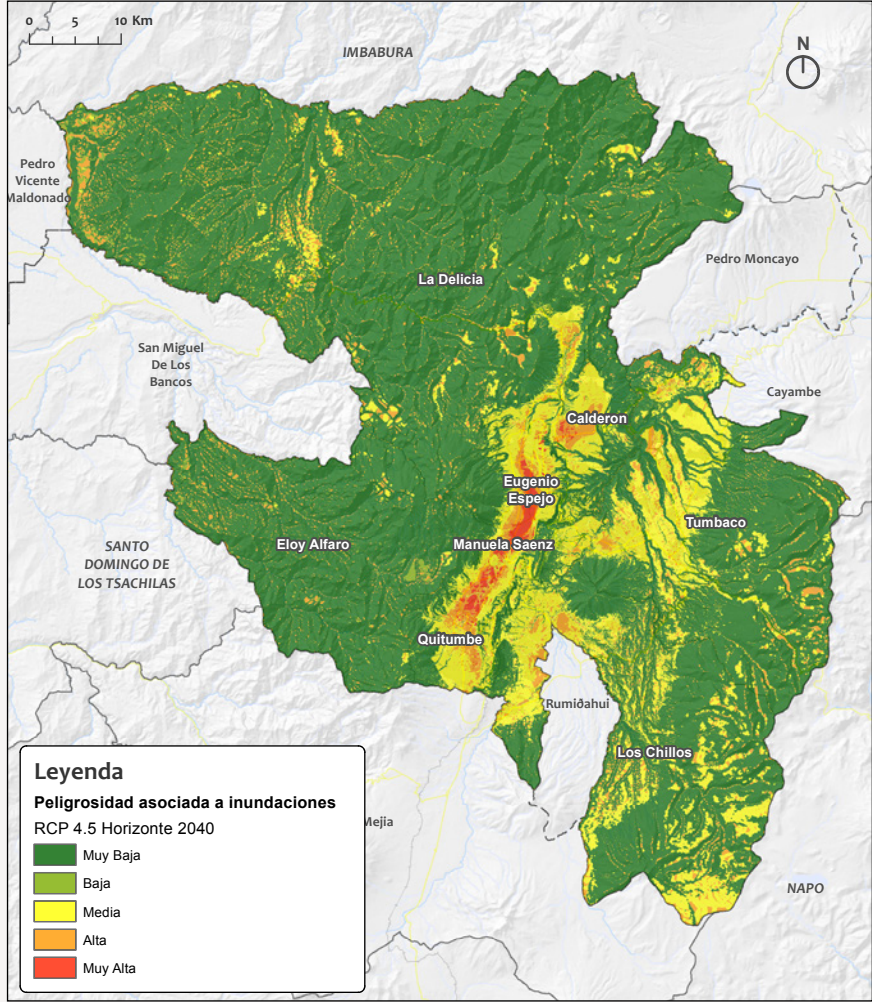 0 5 10 Km
IMBABURA
N
Pedro
Vicente
Maldonado
Pedro Moncayo
La Delicia
San Miguel
De Los
Bancos
Cayambe
Calderon
Eugenio
Espejo
Tumbaco
SANTO
DOMINGO DE
LOS TSACHILAS
Eloy Alfaro
Manuela Saenz
Quitumbe
Rumiðahui
Los Chillos
Mejia
NAPO
Leyenda
Peligrosidad asociada a inundaciones
RCP 4.5 Horizonte 2040
Muy Baja
Baja
Media
Alta
Muy Alta